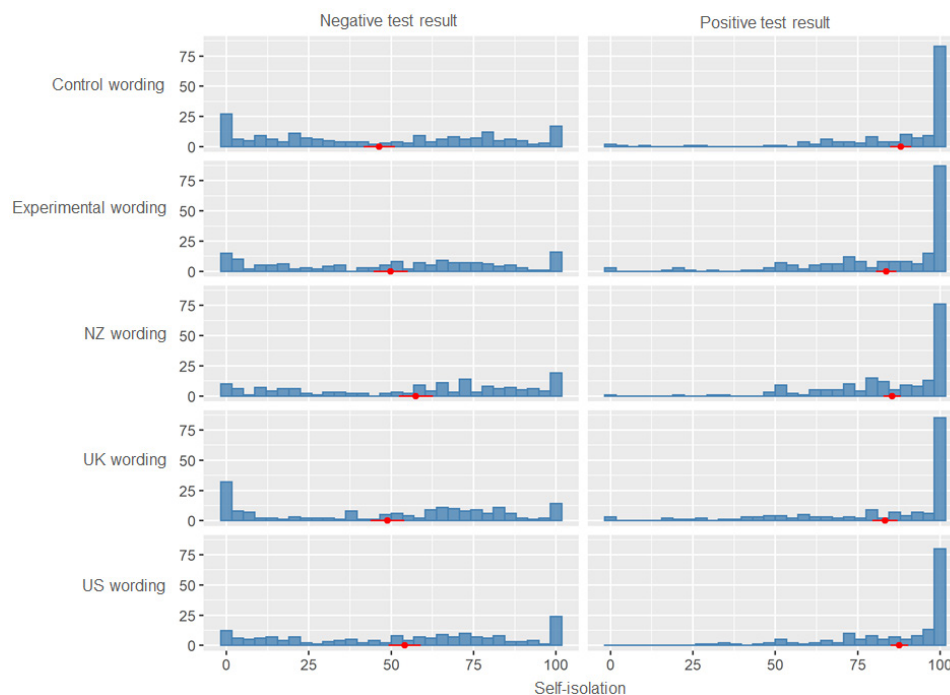 Negative test result
Positive test result
Control wording
75
50
25
0
Experimental wording
75
50
25
0
NZ wording
75
50
25
0
UK wording
75
50
25
0
US wording
75
50
25
0
0 25 50 75 100
0 25 50 75 100
Self-isolation